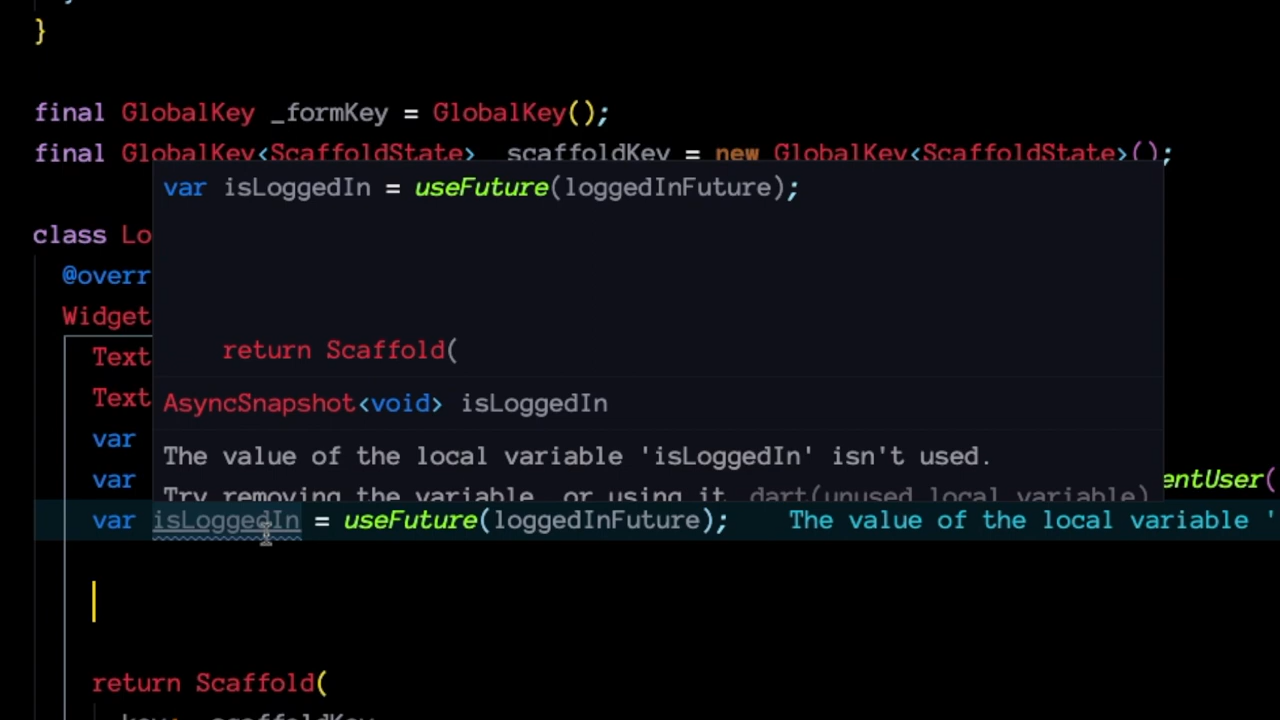 }
final GlobalKey _formKey = GlobalKey();
final GlobalKey<ScaffoldState> _scaffoldKey = new GlobalKey<ScaffoldState>();
var isLoggedIn = useFuture(loggedInFuture);
class Lo
@overr
Widget
return Scaffold(
Text
Text
AsyncSnapshot<void> isLoggedIn
var
The value of the local variable 'isLoggedIn' isn't used.
var
entUser(
Try removing the variable, or using it. dart(unused_local_variable)
var isLoggedIn = useFuture(loggedInFuture); The value of the local variable '
return Scaffold(
key: _scaffoldKey